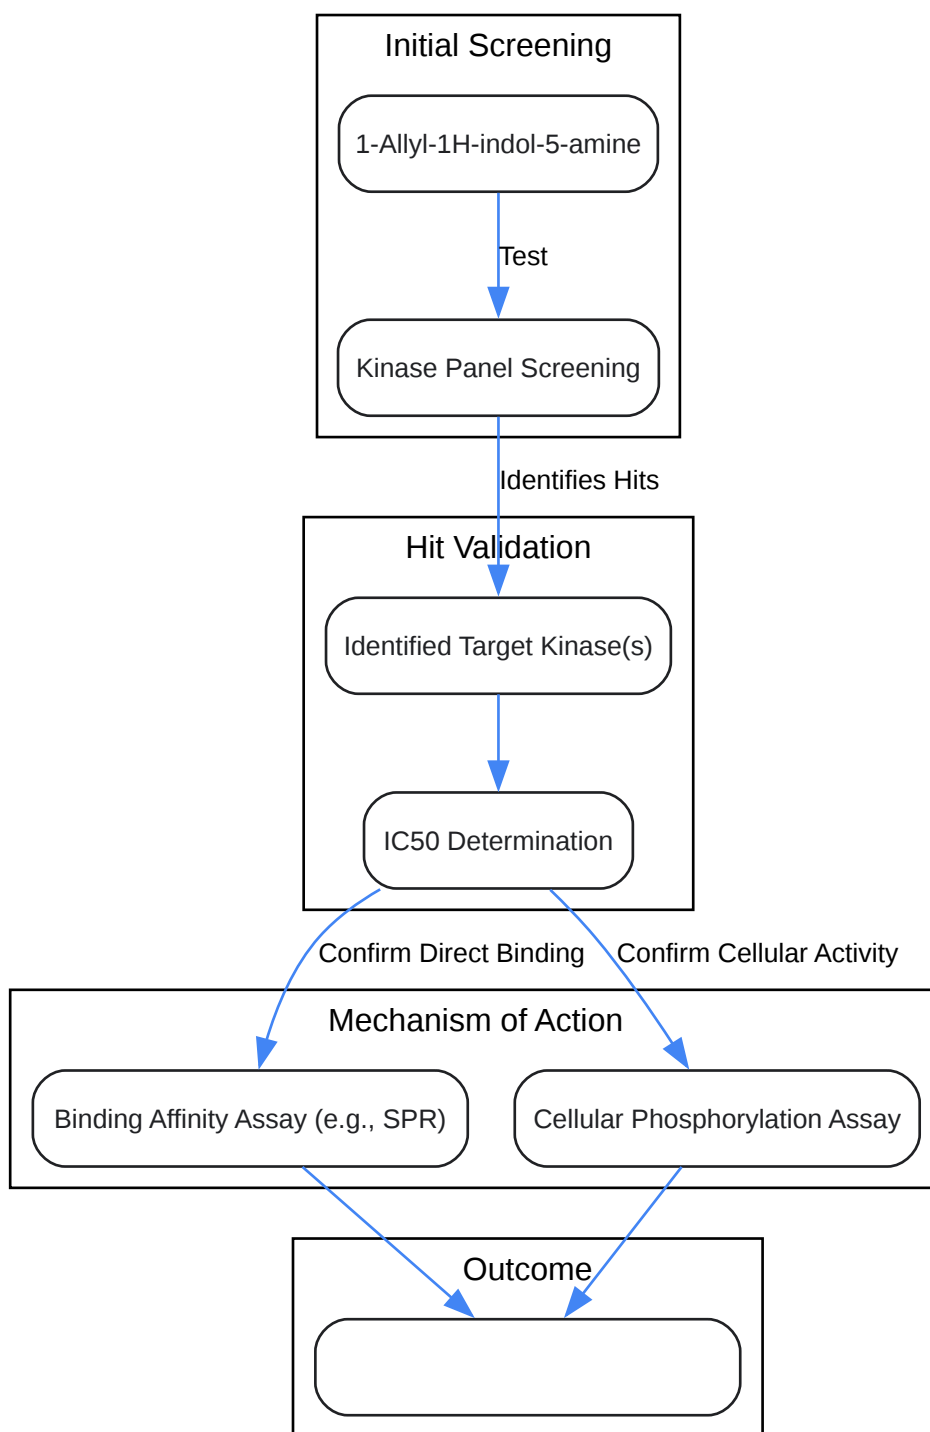 Initial Screening
1-Allyl-1H-indol-5-amine
Test
Kinase Panel Screening
Identifies Hits
Hit Validation
Identified Target Kinase(s)
IC50 Determination
Confirm Direct Binding
Confirm Cellular Activity
Mechanism of Action
Binding Affinity Assay (e.g., SPR)
Cellular Phosphorylation Assay
Outcome